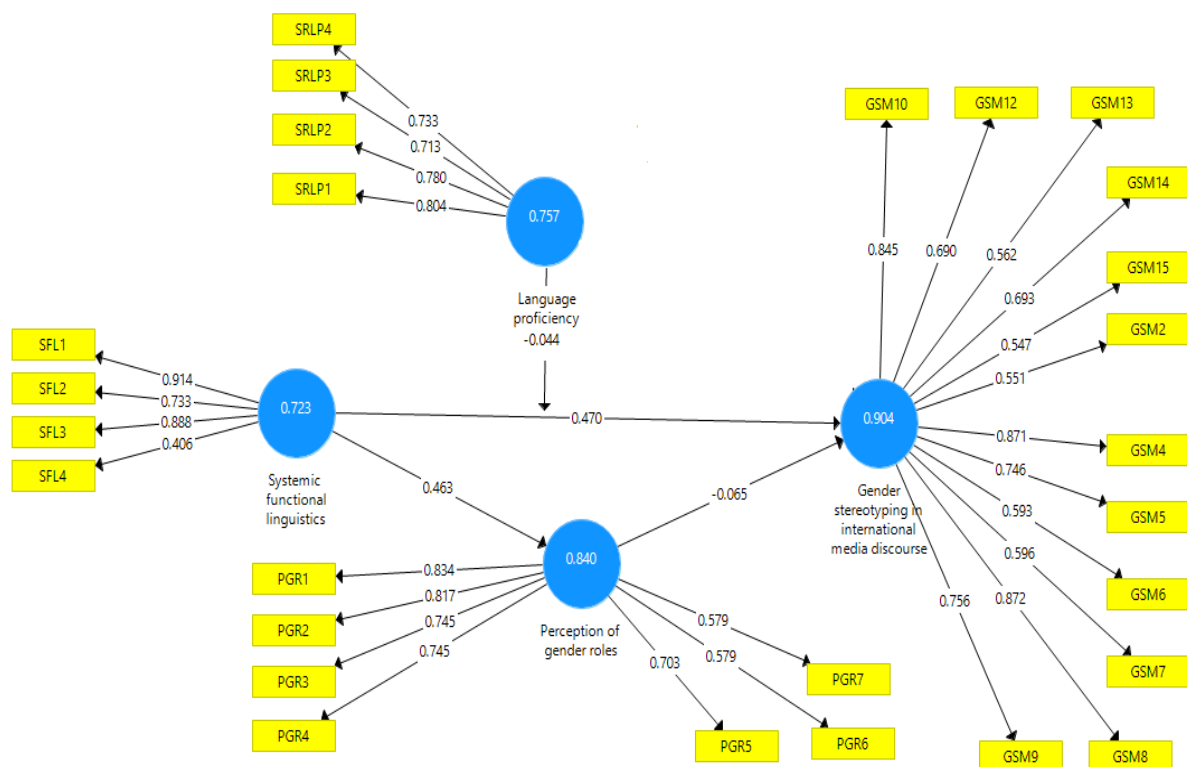 SRLP4
SRLP3
SRLP2
SRLP1
0.733
0.713
0.780
0.804
0.757
Language
proficiency
-0.044
GSM10
GSM12
GSM13
GSM14
GSM15
GSM2
GSM4
GSM5
GSM6
GSM7
GSM8
GSM9
0.845
0.690
0.562
0.693
0.547
0.551
0.871
0.746
0.593
0.596
0.872
0.756
0.904
Gender
stereotyping in
international
media discourse
SFL1
SFL2
SFL3
SFL4
0.914
0.733
0.888
0.406
0.723
Systemic
functional
linguistics
0.470
0.463
-0.065
PGR1
PGR2
PGR3
PGR4
0.834
0.817
0.745
0.745
0.840
Perception of
gender roles
0.703
0.579
0.579
PGR5
PGR6
PGR7